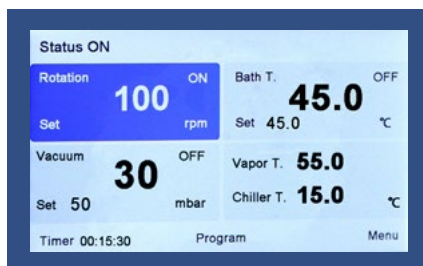 Status ON
Rotation ON
100
Set rpm
Bath T. OFF
45.0
Set 45.0 ℃
Vacuum OFF
30
Set 50 mbar
Vapor T. 55.0
Chiller T. 15.0 ℃
Timer 00:15:30 Program Menu